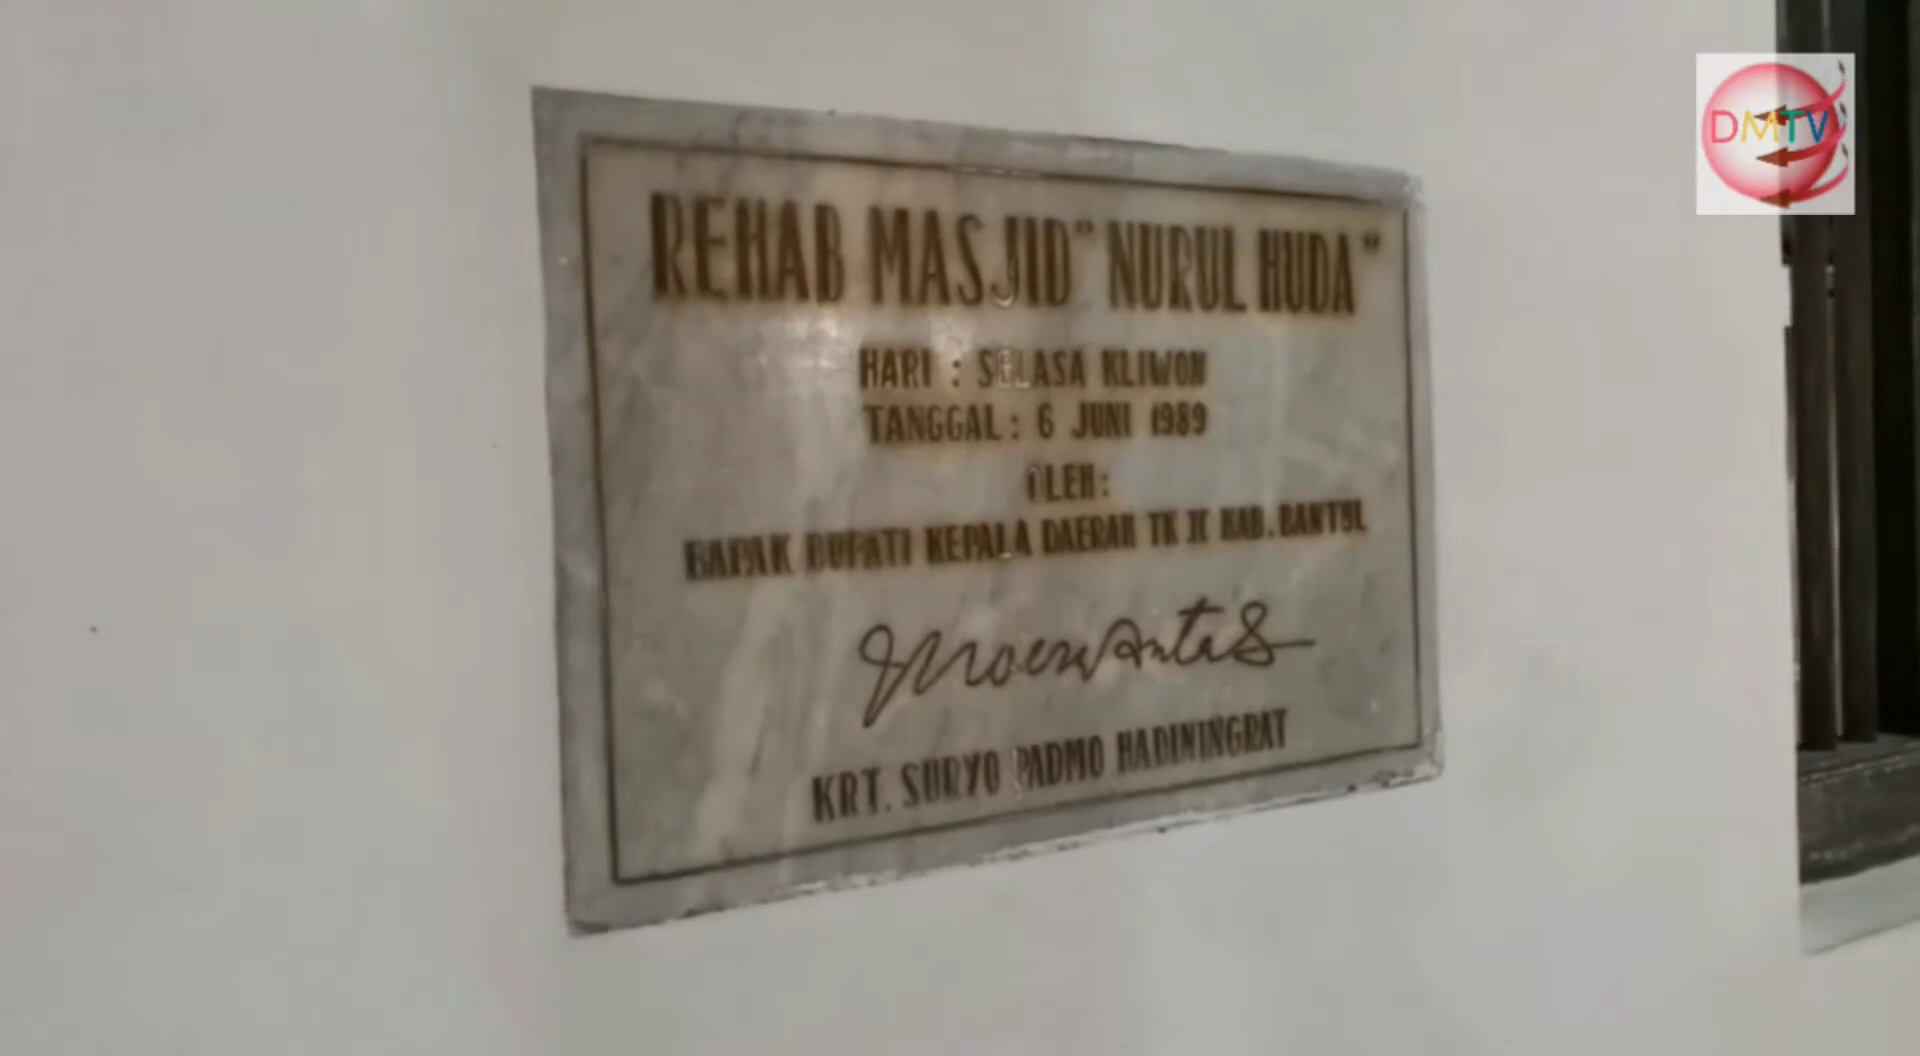 REHAB MASJID "NURUL HUDA"
HARI : SELASA KLIWON
TANGGAL : 6 JUNI 1989
OLEH :
BAPAK BUPATI KEPALA DAERAH TK II KAB. BANTUL
KRT. SURYO PADMO HADININGRAT
DMTV